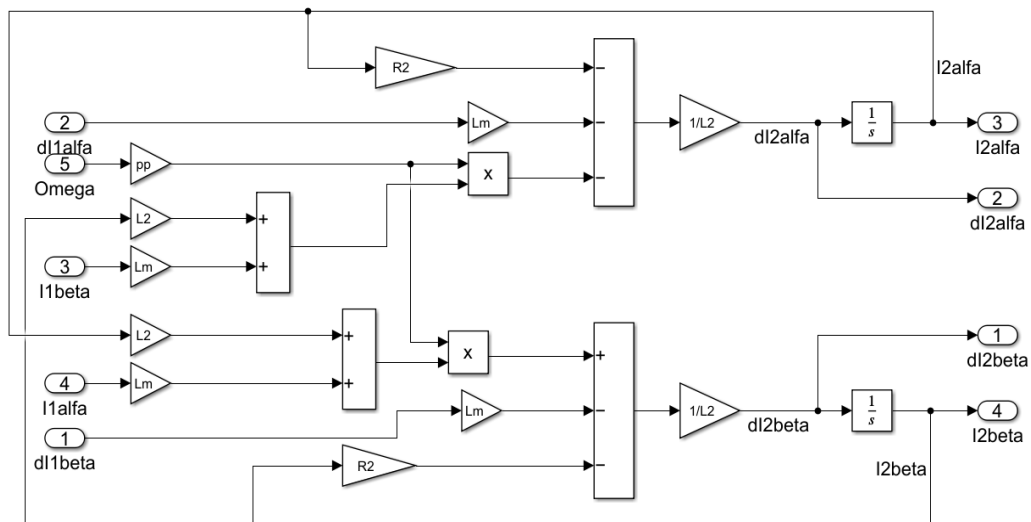 I2alfa
R2
−
2
Lm
−
1/L2
dI2alfa
1
s
3
dI1alfa
I2alfa
5
pp
x
−
Omega
2
L2
+
dI2alfa
3
Lm
+
I1beta
L2
+
x
+
1
dI2beta
4
Lm
+
I1alfa
Lm
−
1/L2
1
s
4
dI2beta
I2beta
1
dI1beta
R2
−
I2beta